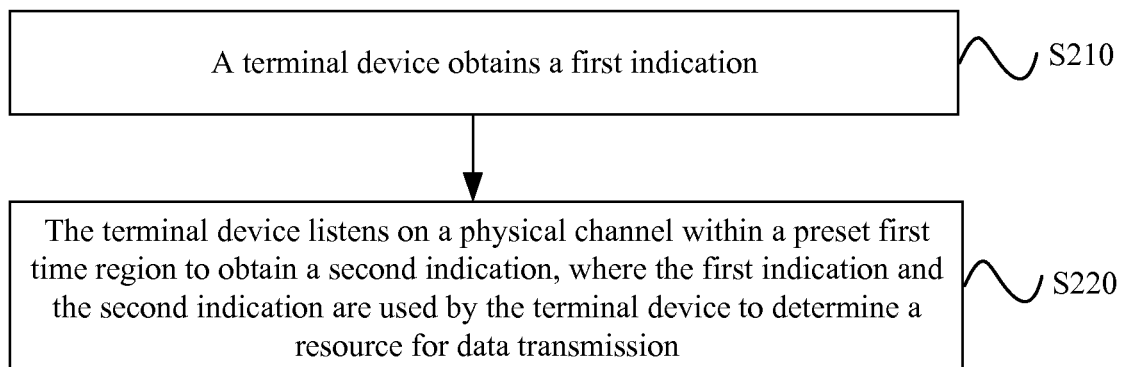 A terminal device obtains a first indication
S210
The terminal device listens on a physical channel within a preset first
time region to obtain a second indication, where the first indication and
the second indication are used by the terminal device to determine a
resource for data transmission
S220